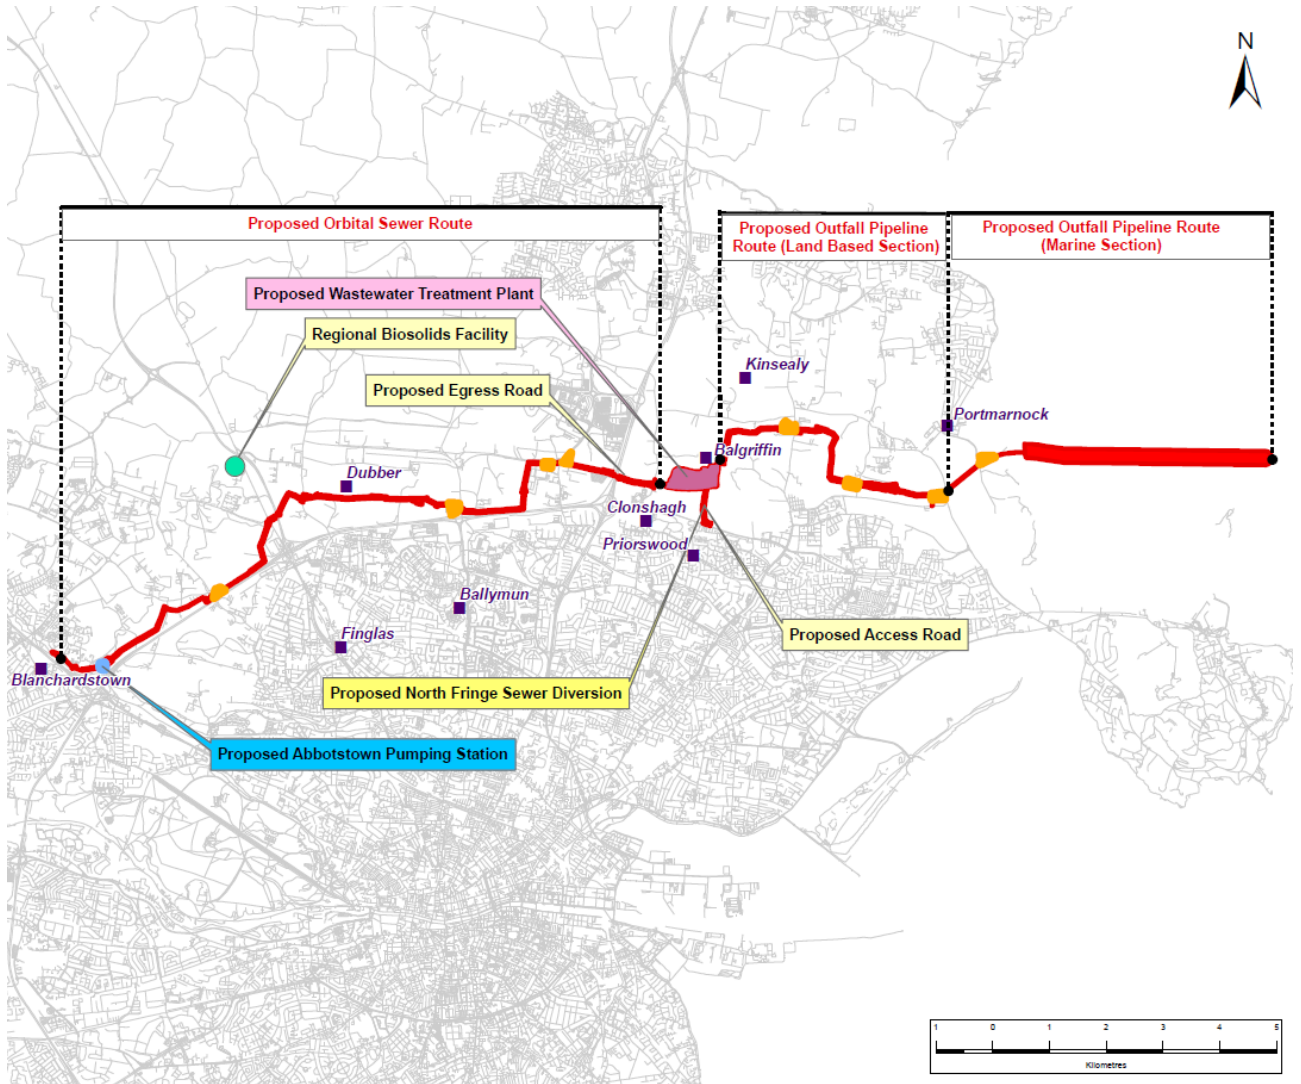 N
Proposed Orbital Sewer Route
Proposed Outfall Pipeline
Route (Land Based Section)
Proposed Outfall Pipeline Route
(Marine Section)
Proposed Wastewater Treatment Plant
Regional Biosolids Facility
Proposed Egress Road
Kinsealy
Portmarnock
Balgriffin
Dubber
Clonshagh
Priorswood
Ballymun
Finglas
Proposed Access Road
Blanchardstown
Proposed North Fringe Sewer Diversion
Proposed Abbotstown Pumping Station
1 0 1 2 3 4 5
Kilometres